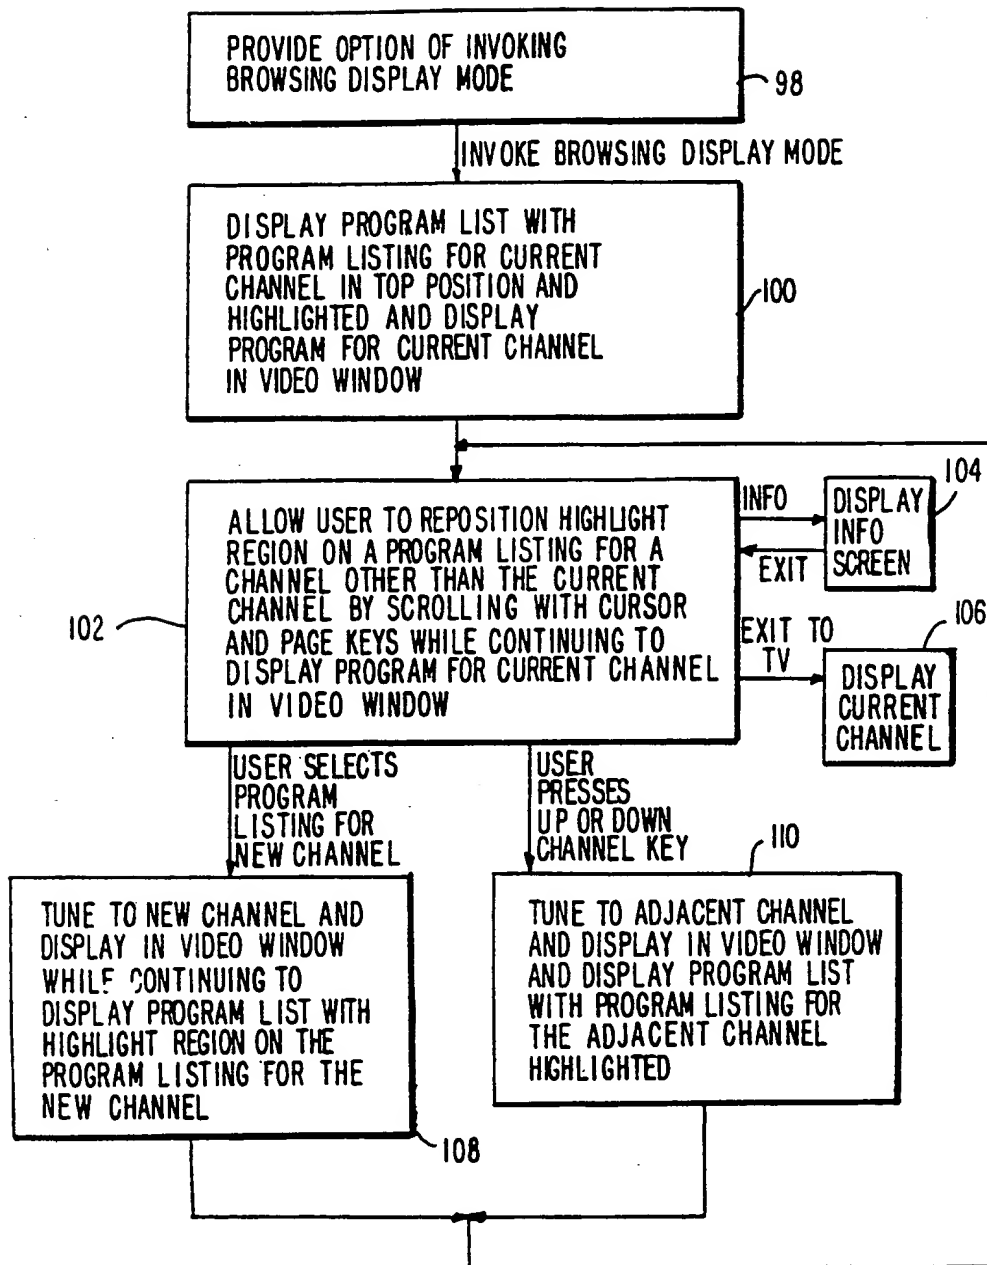 PROVIDE OPTION OF INVOKING
BROWSING DISPLAY MODE
98
INVOKE BROWSING DISPLAY MODE
DISPLAY PROGRAM LIST WITH
PROGRAM LISTING FOR CURRENT
CHANNEL IN TOP POSITION AND
HIGHLIGHTED AND DISPLAY
PROGRAM FOR CURRENT CHANNEL
IN VIDEO WINDOW
100
ALLOW USER TO REPOSITION HIGHLIGHT
REGION ON A PROGRAM LISTING FOR A
CHANNEL OTHER THAN THE CURRENT
CHANNEL BY SCROLLING WITH CURSOR
AND PAGE KEYS WHILE CONTINUING TO
DISPLAY PROGRAM FOR CURRENT CHANNEL
IN VIDEO WINDOW
102
INFO
EXIT
DISPLAY
INFO
SCREEN
104
EXIT TO
TV
DISPLAY
CURRENT
CHANNEL
106
USER SELECTS
PROGRAM
LISTING FOR
NEW CHANNEL
USER
PRESSES
UP OR DOWN
CHANNEL KEY
TUNE TO NEW CHANNEL AND
DISPLAY IN VIDEO WINDOW
WHILE CONTINUING TO
DISPLAY PROGRAM LIST WITH
HIGHLIGHT REGION ON THE
PROGRAM LISTING FOR THE
NEW CHANNEL
108
TUNE TO ADJACENT CHANNEL
AND DISPLAY IN VIDEO WINDOW
AND DISPLAY PROGRAM LIST
WITH PROGRAM LISTING FOR
THE ADJACENT CHANNEL
HIGHLIGHTED
110